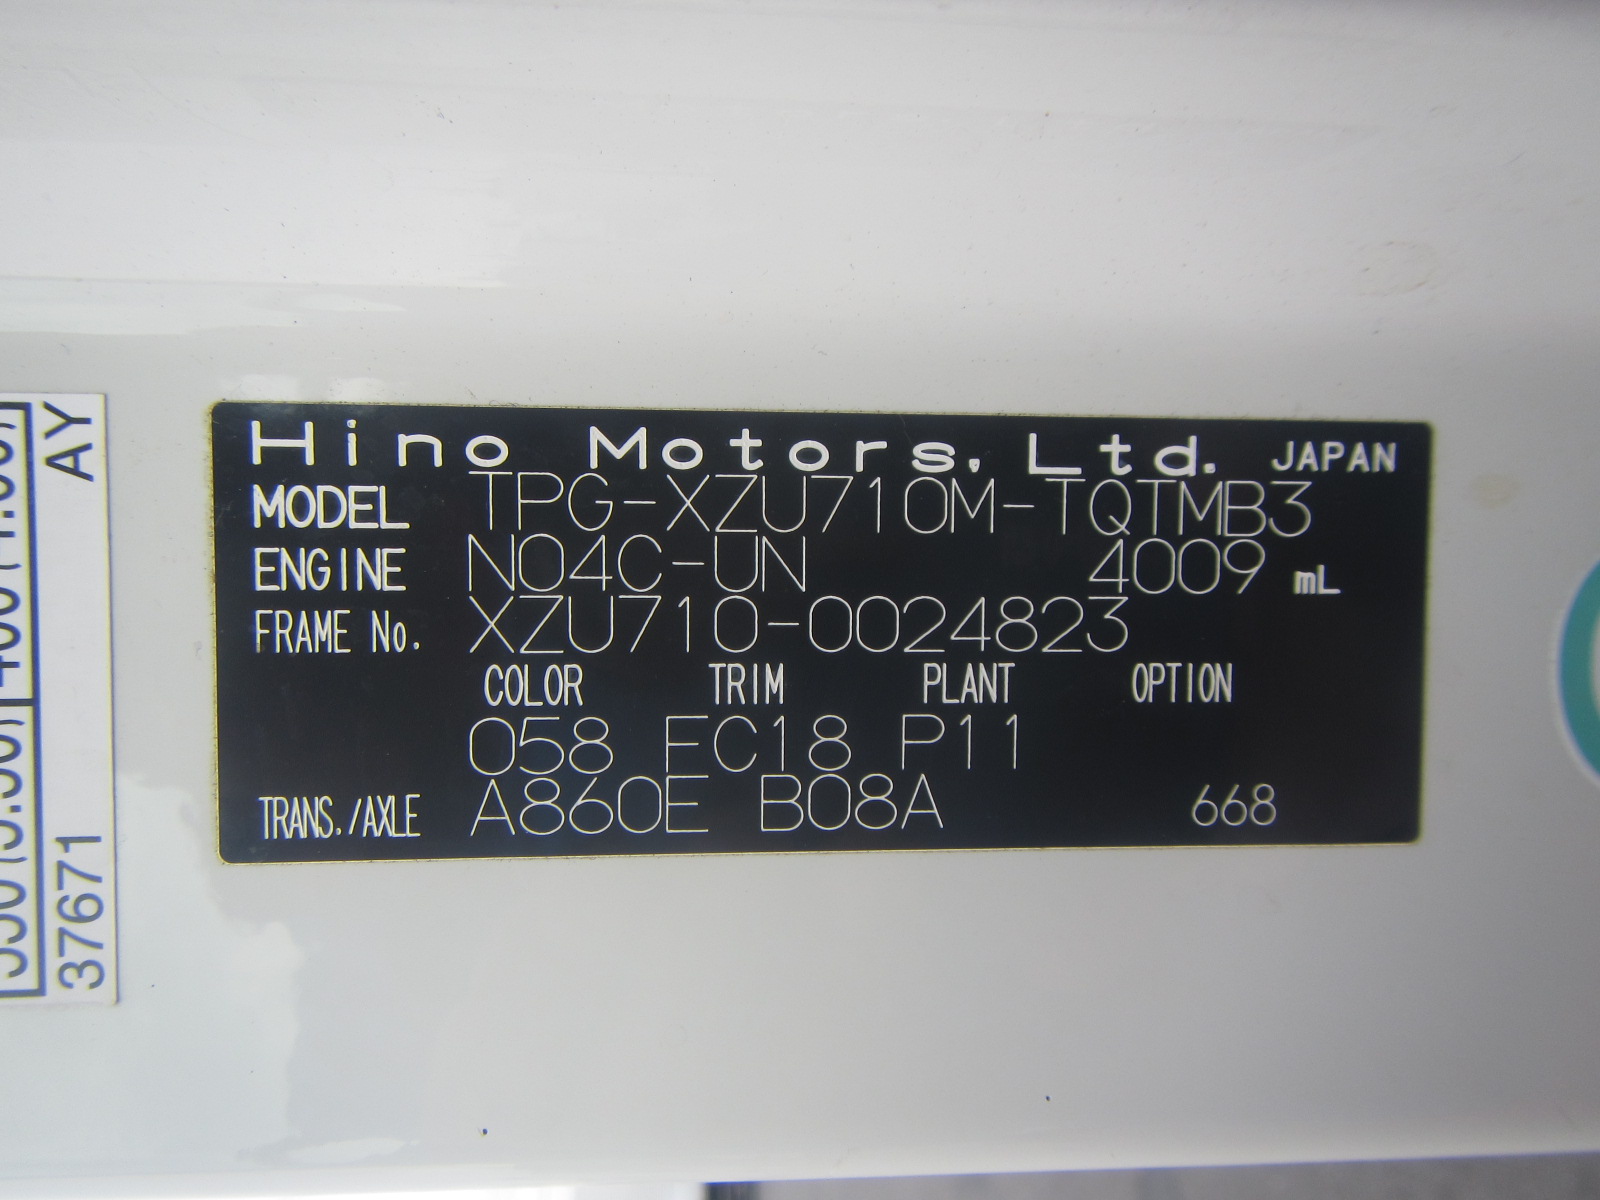 Hino Motors, Ltd. JAPAN
MODEL TPG-XZU710M-TQTMB3
ENGINE N04C-UN 4009 mL
FRAME No. XZU710-0024823
COLOR TRIM PLANT OPTION
058 FC18 P11
TRANS./AXLE A860E B08A 668
37671 AY